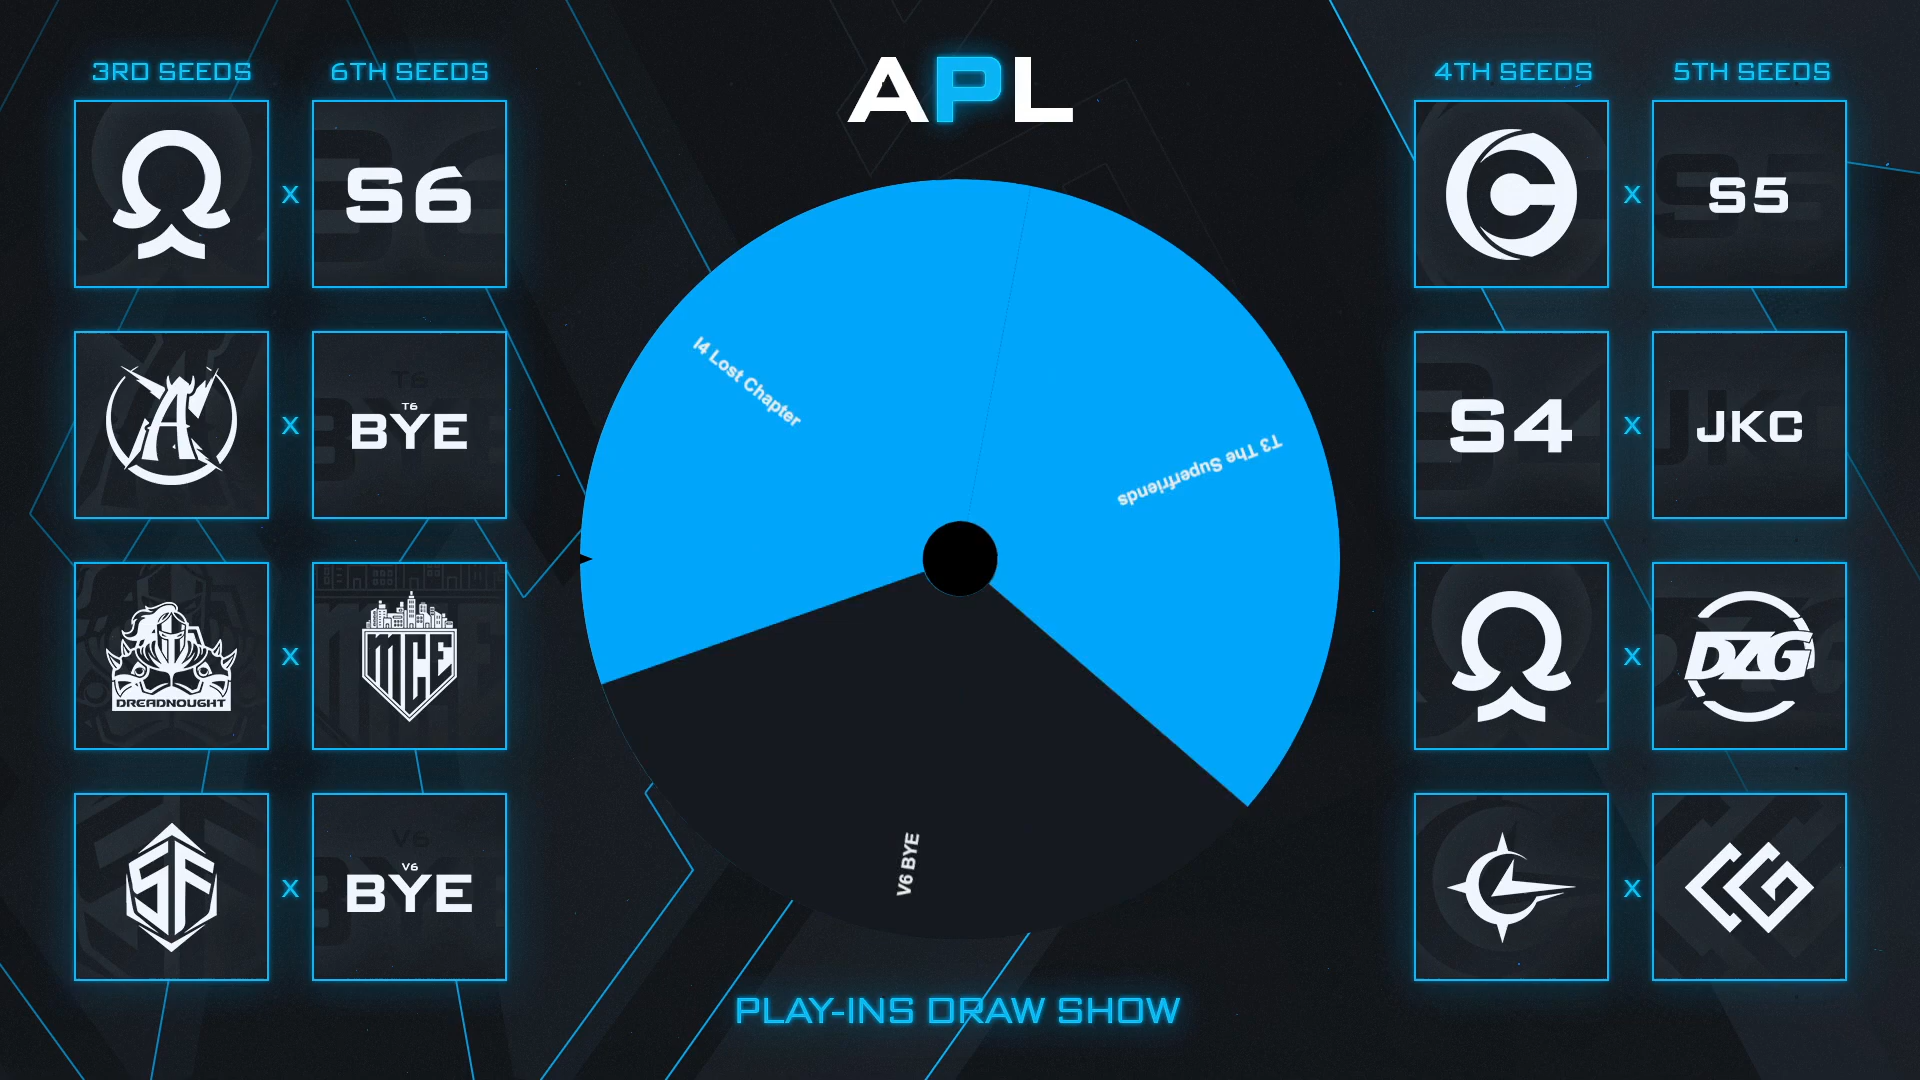 3RD SEEDS
6TH SEEDS
APL
4TH SEEDS
5TH SEEDS
X
S6
C
X
S5
I4 Lost Chapter
A
X
T6
BYE
S4
X
JKC
T3 The Superfriends
DREADNOUGHT
X
MCE
X
DZG
SF
X
V6
BYE
V6 BYE
X
PLAY-INS DRAW SHOW